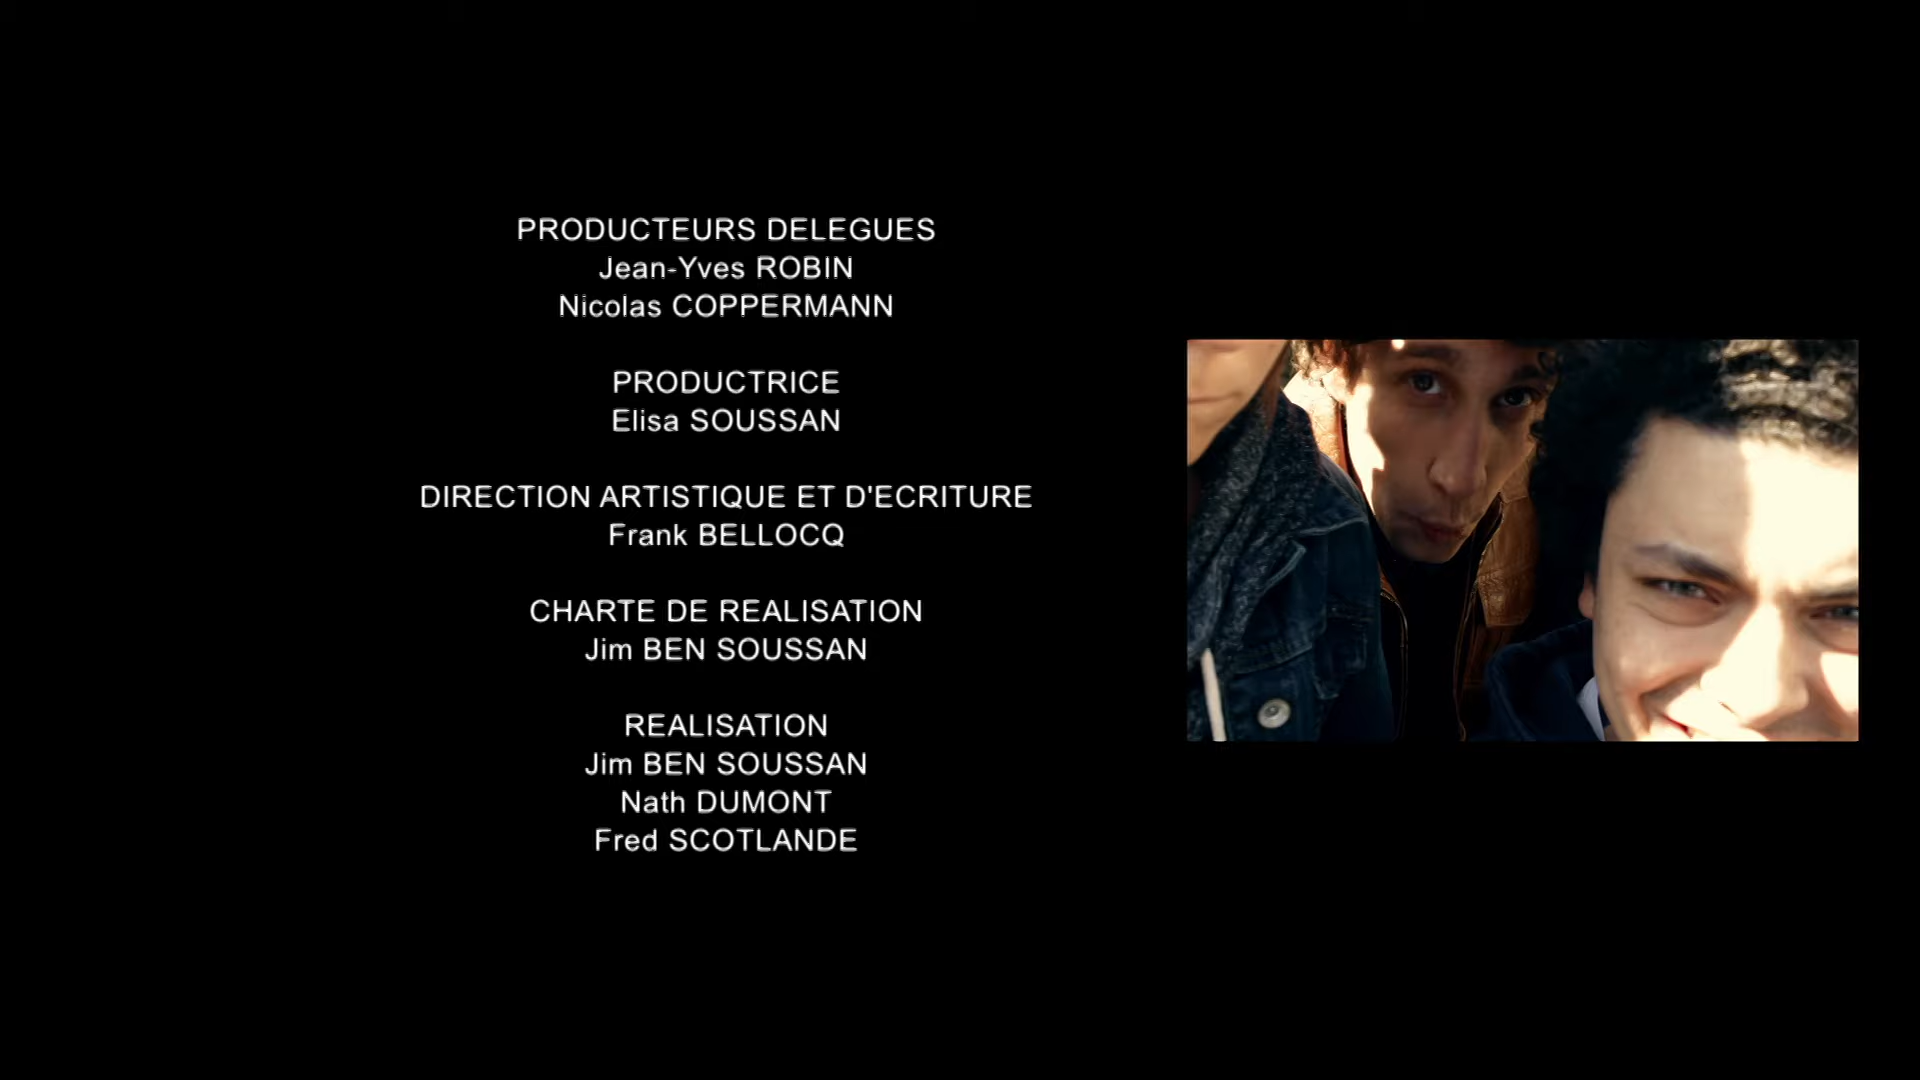 PRODUCTEURS DELEGUES
Jean-Yves ROBIN
Nicolas COPPERMANN
PRODUCTRICE
Elisa SOUSSAN
DIRECTION ARTISTIQUE ET D'ECRITURE
Frank BELLOCQ
CHARTE DE REALISATION
Jim BEN SOUSSAN
REALISATION
Jim BEN SOUSSAN
Nath DUMONT
Fred SCOTLANDE